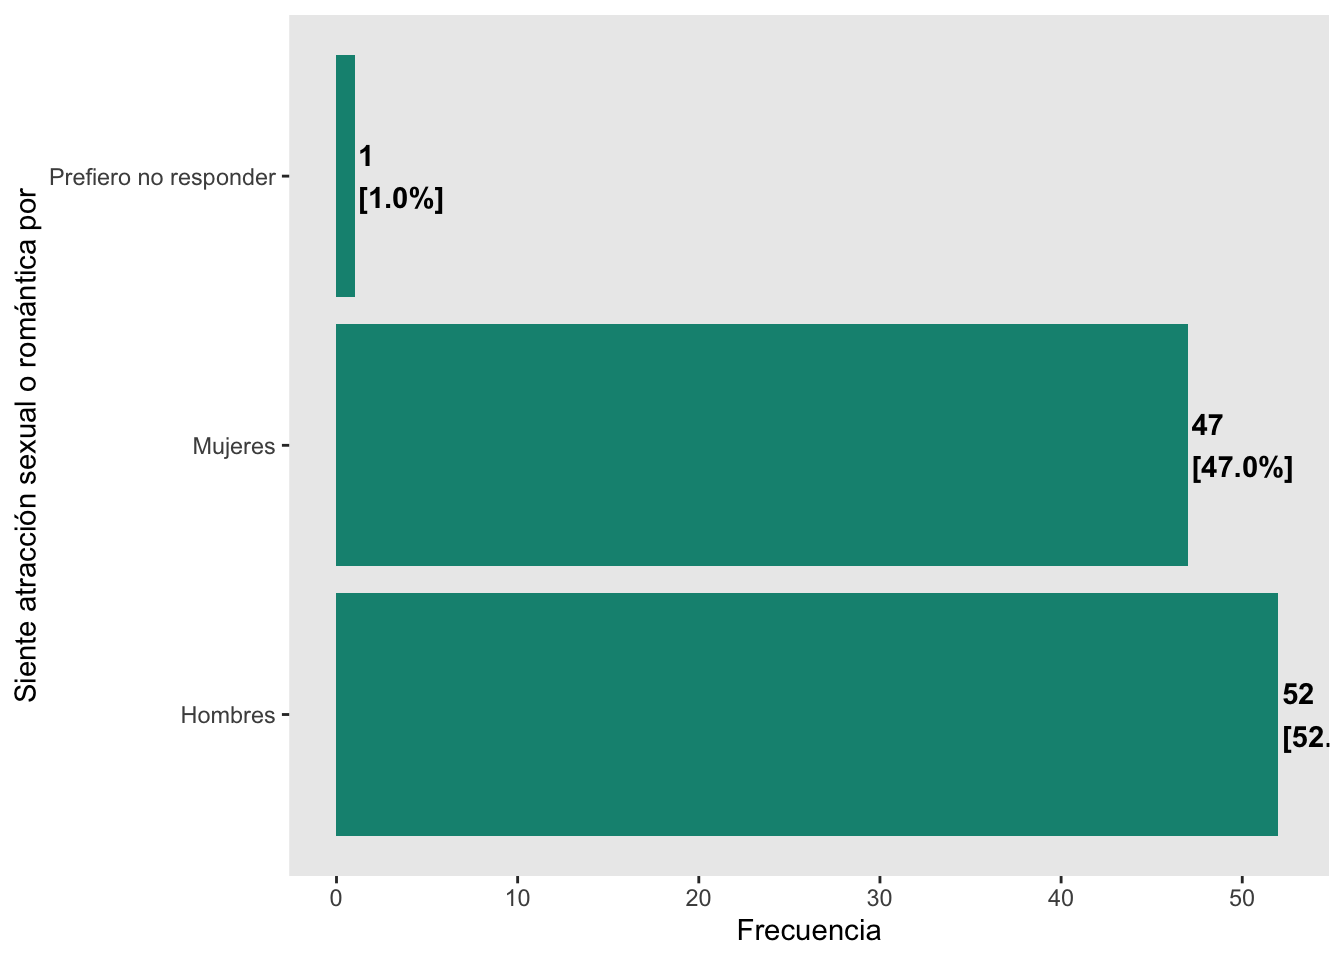 Siente atracción sexual o romántica por
Prefiero no responder
1
[1.0%]
Mujeres
47
[47.0%]
Hombres
52
[52.
0 10 20 30 40 50
Frecuencia